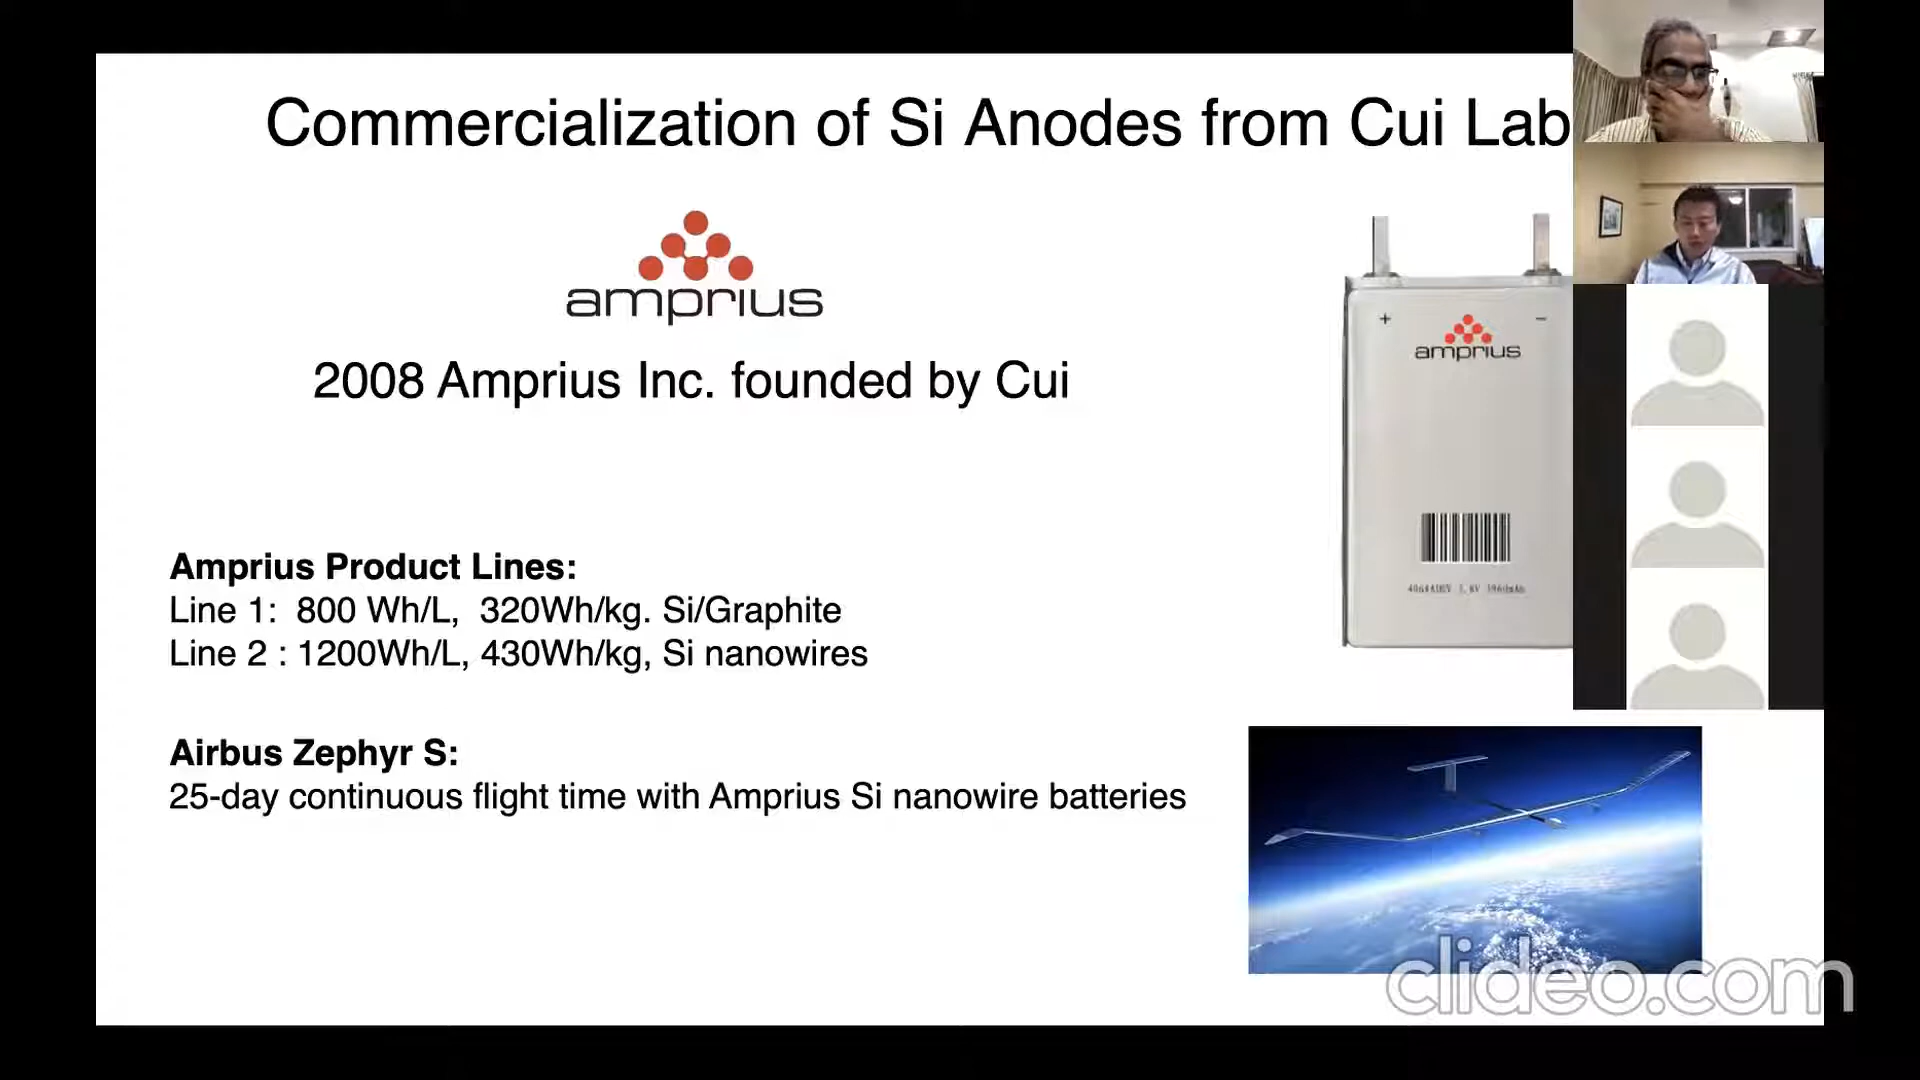 Commercialization of Si Anodes from Cui Lab
amprius
2008 Amprius Inc. founded by Cui
+ −
amprius
Amprius Product Lines:
Line 1: 800 Wh/L, 320Wh/kg. Si/Graphite
Line 2 : 1200Wh/L, 430Wh/kg, Si nanowires
Airbus Zephyr S:
25-day continuous flight time with Amprius Si nanowire batteries
clideo.com